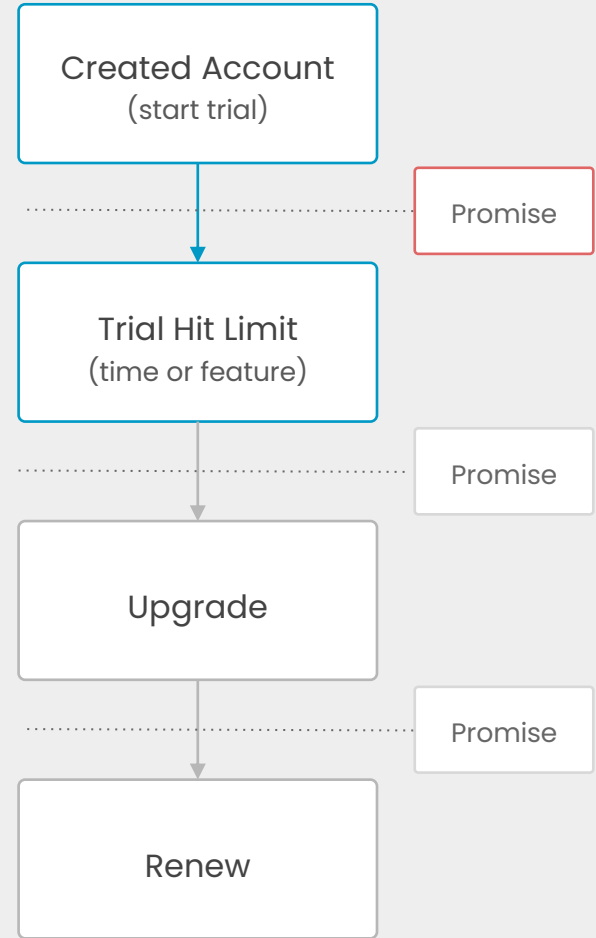 Created Account
(start trial)
Promise
Trial Hit Limit
(time or feature)
Promise
Upgrade
Promise
Renew